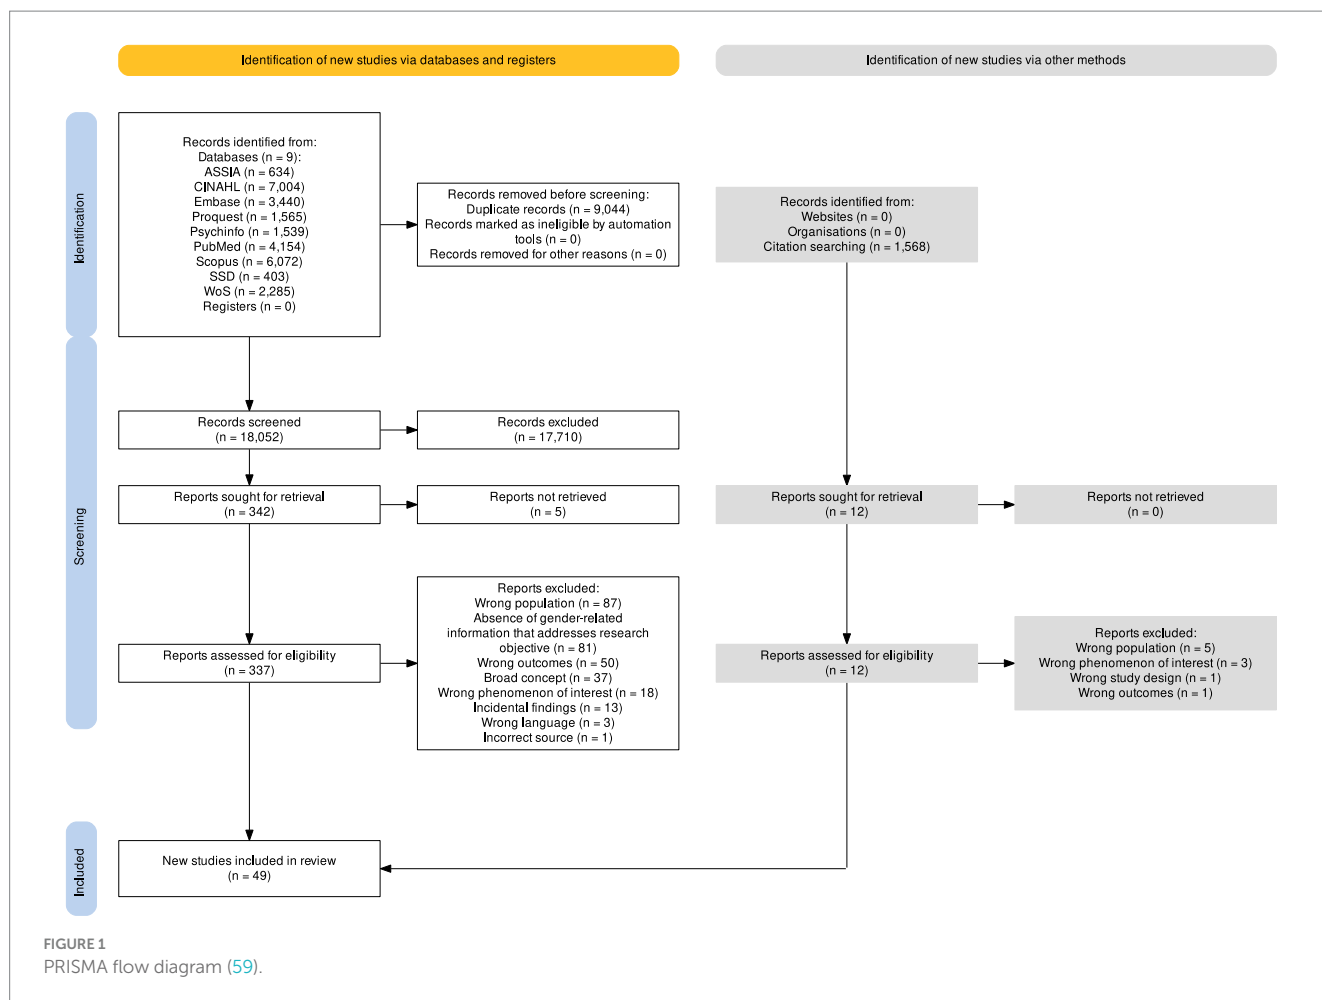 Identification of new studies via databases and registers
Identification of new studies via other methods
Identification
Records identified from:
Databases (n = 9):
ASSIA (n = 634)
CINAHL (n = 7,004)
Embase (n = 3,440)
Proquest (n = 1,565)
Psychinfo (n = 1,539)
PubMed (n = 4,154)
Scopus (n = 6,072)
SSD (n = 403)
WoS (n = 2,285)
Registers (n = 0)
Records removed before screening:
Duplicate records (n = 9,044)
Records marked as ineligible by automation
tools (n = 0)
Records removed for other reasons (n = 0)
Records identified from:
Websites (n = 0)
Organisations (n = 0)
Citation searching (n = 1,568)
Screening
Records screened
(n = 18,052)
Records excluded
(n = 17,710)
Reports sought for retrieval
(n = 342)
Reports not retrieved
(n = 5)
Reports sought for retrieval
(n = 12)
Reports not retrieved
(n = 0)
Reports assessed for eligibility
(n = 337)
Reports excluded:
Wrong population (n = 87)
Absence of gender-related
information that addresses research
objective (n = 81)
Wrong outcomes (n = 50)
Broad concept (n = 37)
Wrong phenomenon of interest (n = 18)
Incidental findings (n = 13)
Wrong language (n = 3)
Incorrect source (n = 1)
Reports assessed for eligibility
(n = 12)
Reports excluded:
Wrong population (n = 5)
Wrong phenomenon of interest (n = 3)
Wrong study design (n = 1)
Wrong outcomes (n = 1)
Included
New studies included in review
(n = 49)
FIGURE 1
PRISMA flow diagram (59).